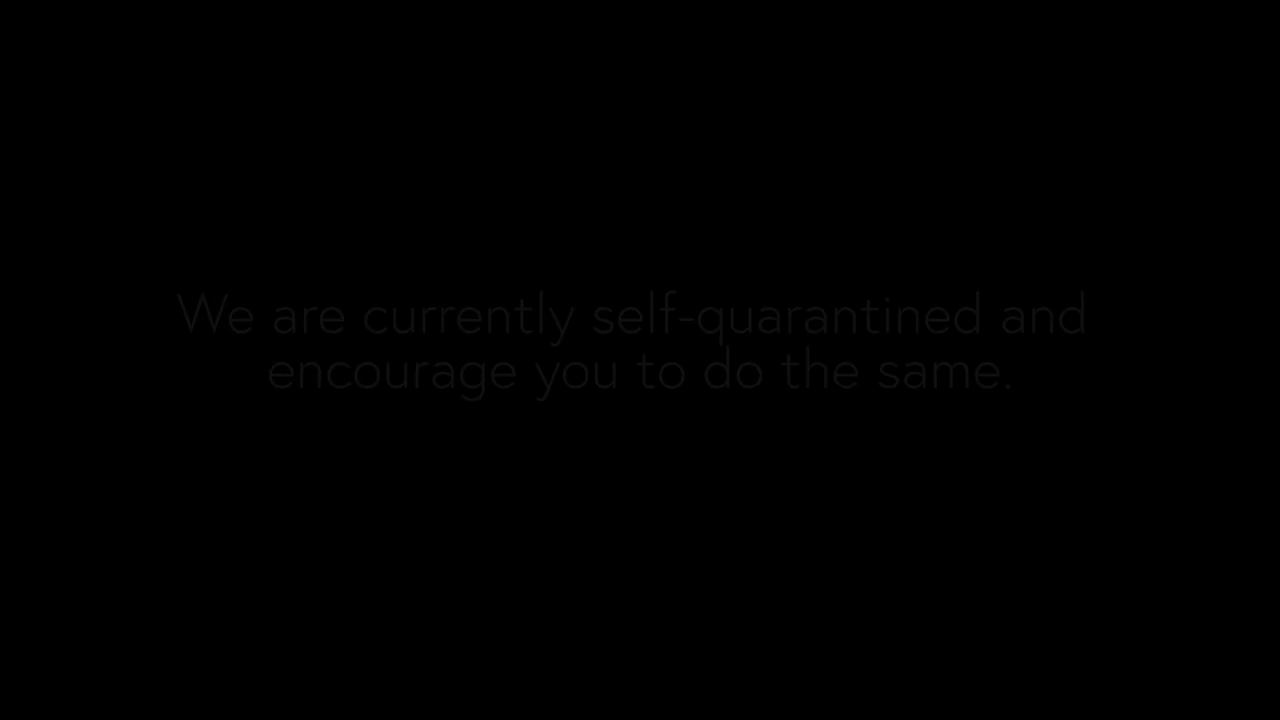 We are currently self-quarantined and
encourage you to do the same.